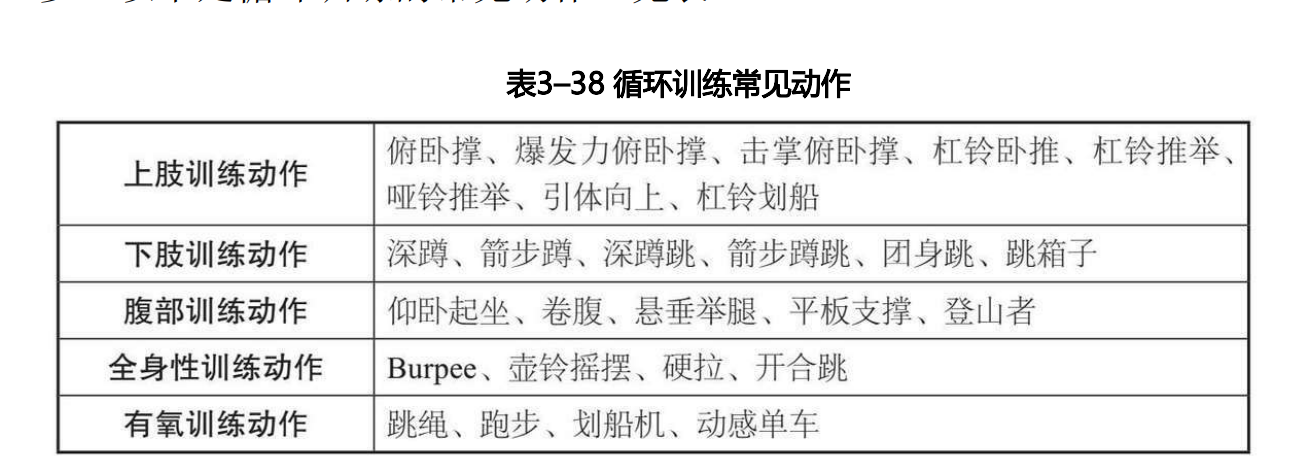 表3–38 循环训练常见动作
上肢训练动作
俯卧撑、爆发力俯卧撑、击掌俯卧撑、杠铃卧推、杠铃推举、
哑铃推举、引体向上、杠铃划船
下肢训练动作
深蹲、箭步蹲、深蹲跳、箭步蹲跳、团身跳、跳箱子
腹部训练动作
仰卧起坐、卷腹、悬垂举腿、平板支撑、登山者
全身性训练动作
Burpee、壶铃摇摆、硬拉、开合跳
有氧训练动作
跳绳、跑步、划船机、动感单车